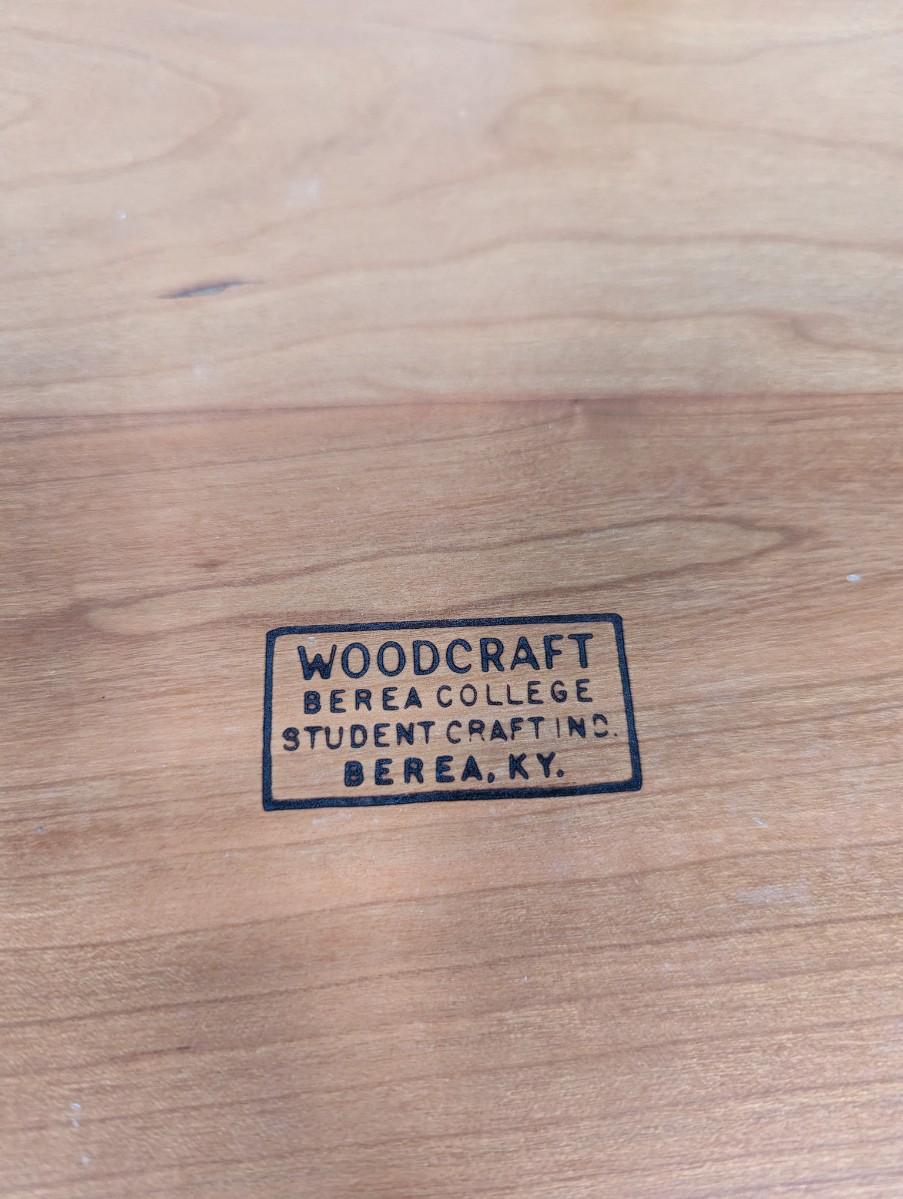 WOODCRAFT
BEREA COLLEGE
STUDENT CRAFT INC.
BEREA, KY.